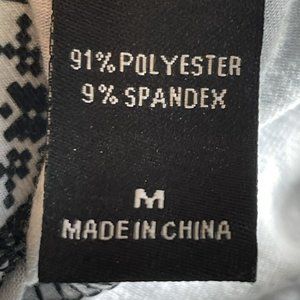 91% POLYESTER
9% SPANDEX
M
MADE IN CHINA